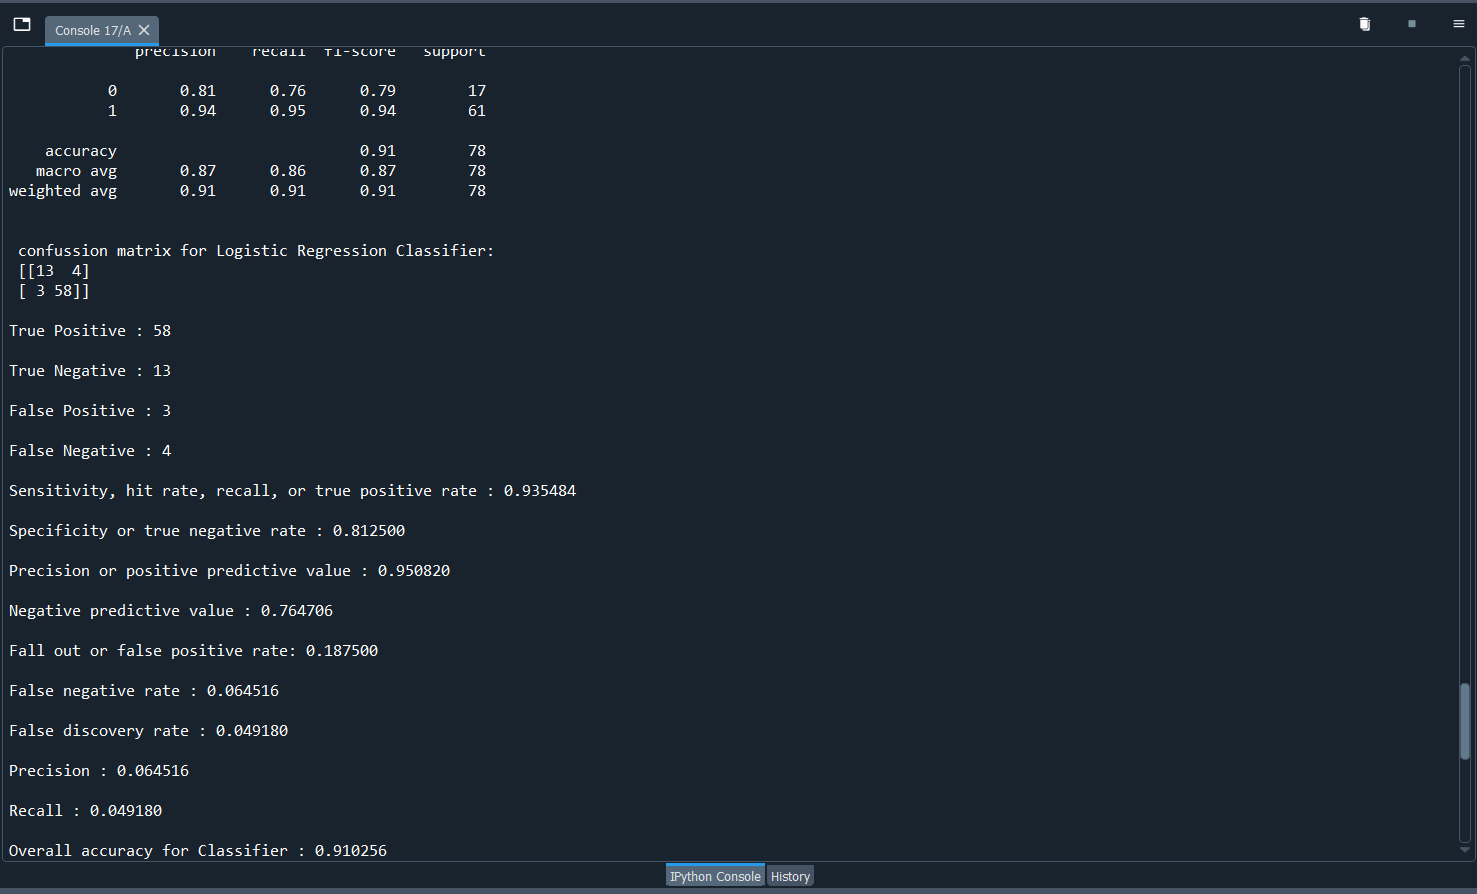 Console 17/A
precision recall f1-score support
0 0.81 0.76 0.79 17
1 0.94 0.95 0.94 61
accuracy 0.91 78
macro avg 0.87 0.86 0.87 78
weighted avg 0.91 0.91 0.91 78
confussion matrix for Logistic Regression Classifier:
[[13 4]
[ 3 58]]
True Positive : 58
True Negative : 13
False Positive : 3
False Negative : 4
Sensitivity, hit rate, recall, or true positive rate : 0.935484
Specificity or true negative rate : 0.812500
Precision or positive predictive value : 0.950820
Negative predictive value : 0.764706
Fall out or false positive rate: 0.187500
False negative rate : 0.064516
False discovery rate : 0.049180
Precision : 0.064516
Recall : 0.049180
Overall accuracy for Classifier : 0.910256
IPython Console History